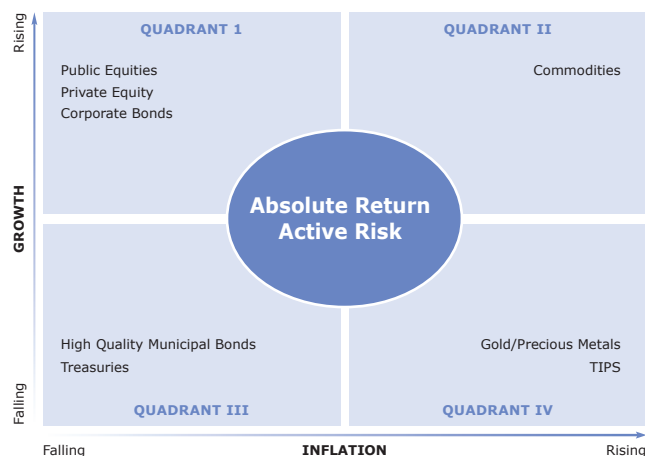 Rising
QUADRANT 1
QUADRANT II
Public Equities
Private Equity
Corporate Bonds
Commodities
GROWTH
Absolute Return
Active Risk
High Quality Municipal Bonds
Treasuries
Gold/Precious Metals
TIPS
Falling
QUADRANT III
QUADRANT IV
Falling
INFLATION
Rising